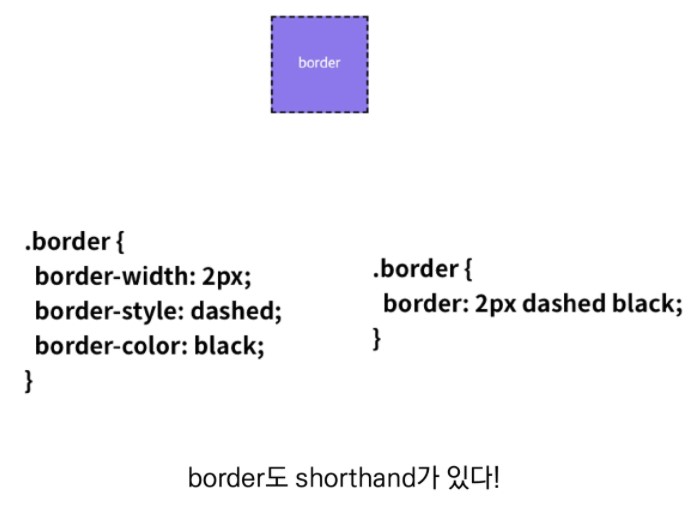 border
.border {
border-width: 2px;
border-style: dashed;
border-color: black;
}
.border {
border: 2px dashed black;
}
border도 shorthand가 있다!